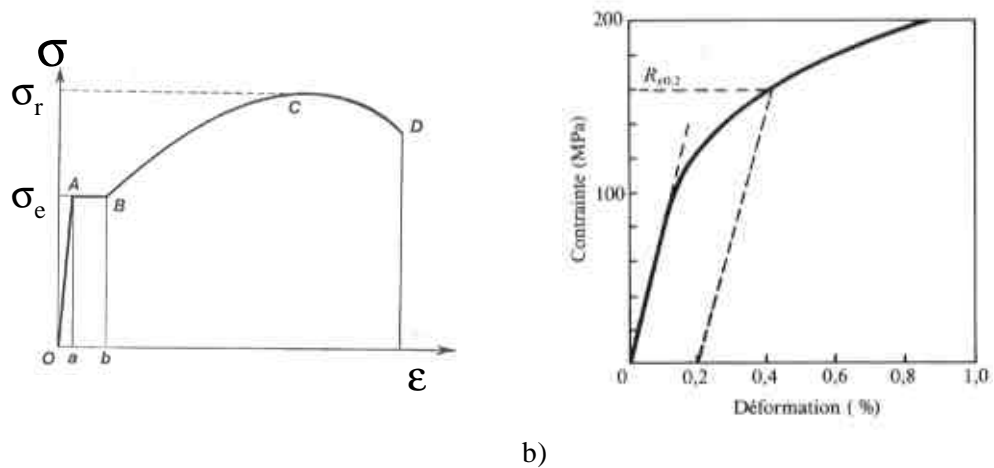 σ
σr
C
D
A
σe
B
O a b
ε
200
Re0.2
100
Contrainte (MPa)
0 0,2 0,4 0,6 0,8 1,0
Déformation ( %)
b)